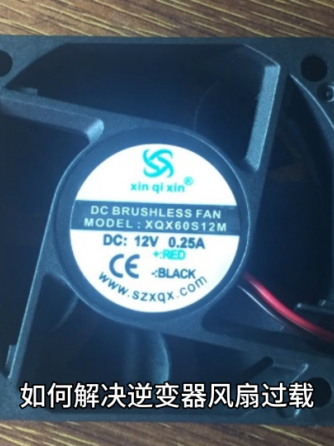 xin qi xin®
DC BRUSHLESS FAN
MODEL : XQX60S12M
DC: 12V 0.25A
+:RED
CE -:BLACK
www.szxqx.com
如何解决逆变器风扇过载